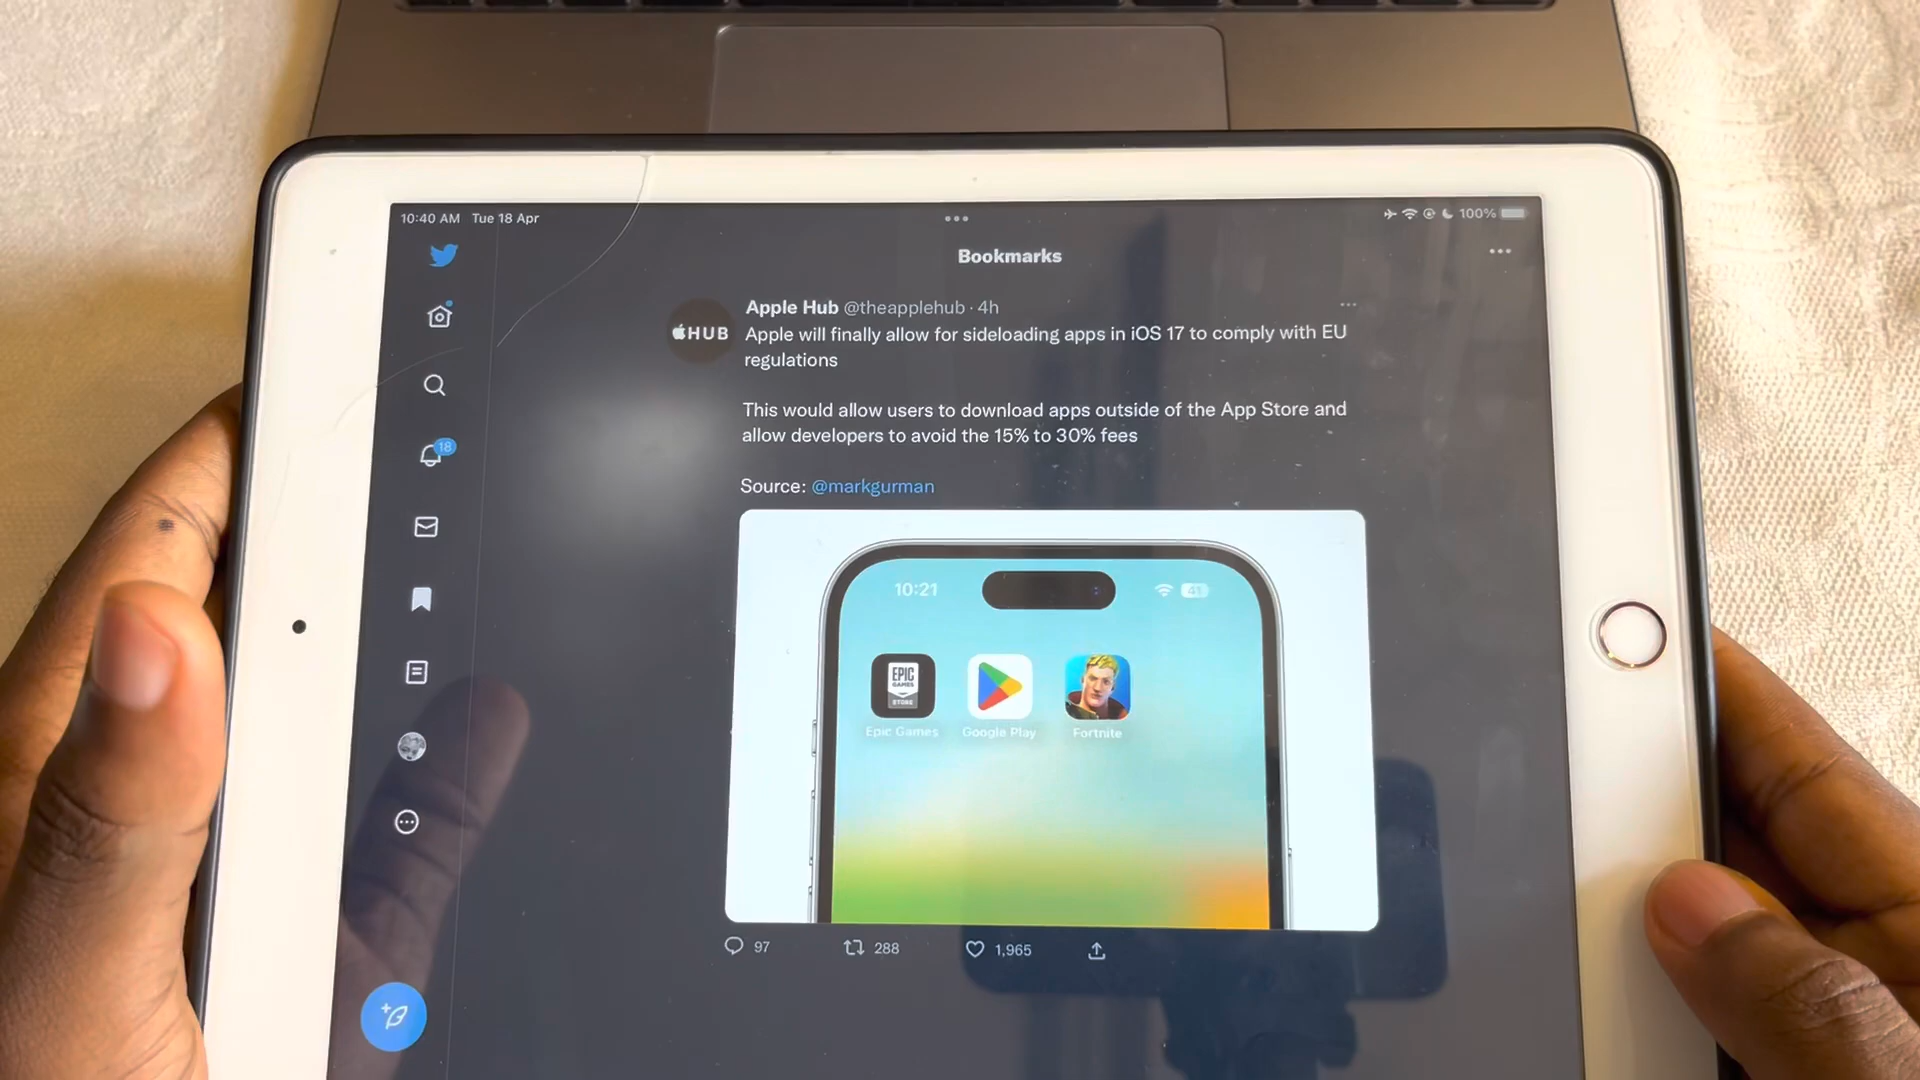 10:40 AM Tue 18 Apr
100%
Bookmarks
18
HUB
Apple Hub @theapplehub · 4h
Apple will finally allow for sideloading apps in iOS 17 to comply with EU
regulations
This would allow users to download apps outside of the App Store and
allow developers to avoid the 15% to 30% fees
Source: @markgurman
10:21
41
EPIC
GAMES
STORE
Epic Games
Google Play
Fortnite
97
288
1,965